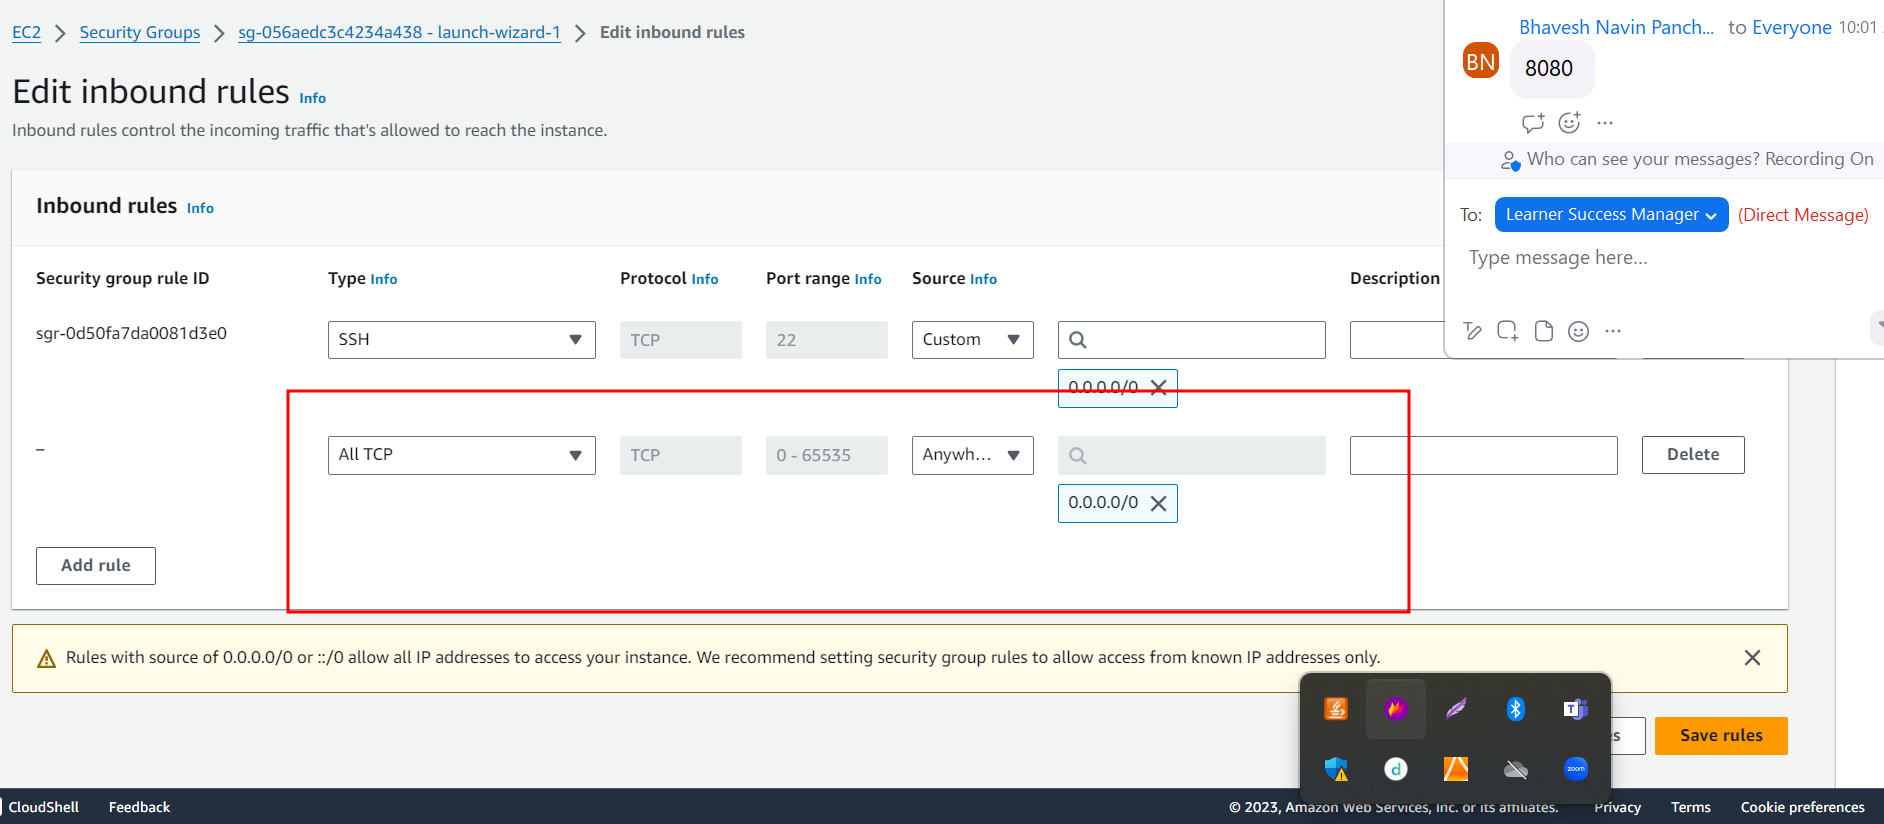 EC2 > Security Groups > sg-056aedc3c4234a438 - launch-wizard-1 > Edit inbound rules
Edit inbound rules Info
Inbound rules control the incoming traffic that's allowed to reach the instance.
Inbound rules Info
Security group rule ID Type Info Protocol Info Port range Info Source Info Description
sgr-0d50fa7da0081d3e0 SSH TCP 22 Custom
0.0.0.0/0
– All TCP TCP 0 - 65535 Anywh... Delete
0.0.0.0/0
Add rule
Rules with source of 0.0.0.0/0 or ::/0 allow all IP addresses to access your instance. We recommend setting security group rules to allow access from known IP addresses only.
Save rules
CloudShell Feedback © 2023, Amazon Web Services, Inc. or its affiliates. Privacy Terms Cookie preferences
Bhavesh Navin Panch... to Everyone 10:01
BN 8080
Who can see your messages? Recording On
To: Learner Success Manager (Direct Message)
Type message here...
T
d
zoom